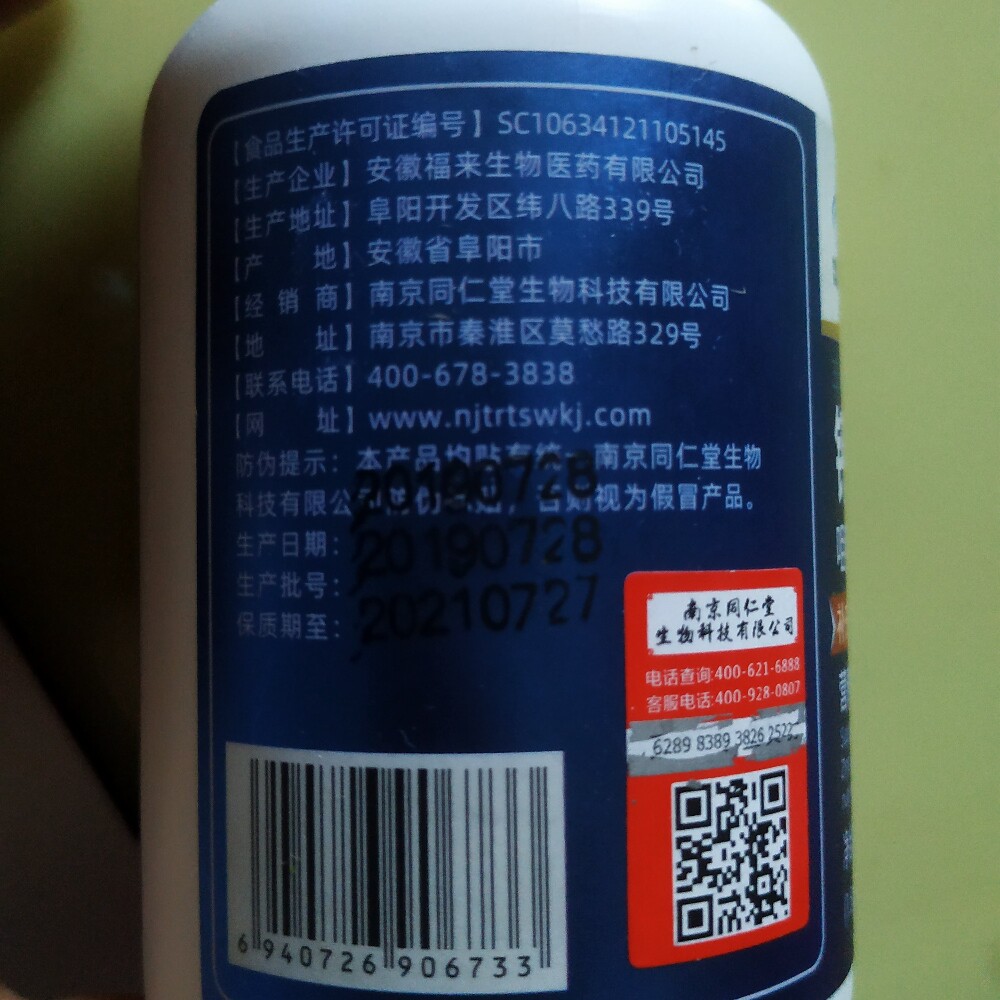 【食品生产许可证编号】SC10634121105145
【生产企业】安徽福来生物医药有限公司
【生产地址】阜阳开发区纬八路339号
【产 地】安徽省阜阳市
【经 销 商】南京同仁堂生物科技有限公司
【地 址】南京市秦淮区莫愁路329号
【联系电话】400-678-3838
【网 址】www.njtrtswkj.com
防伪提示：本产品均贴有统一南京同仁堂生物
科技有限公司防伪标贴，否则视为假冒产品。
20190728
生产日期：20190728
生产批号：20210727
保质期至：
南京同仁堂
生物科技有限公司
电话查询:400-621-6888
客服电话:400-928-0807
6289 8389 3826 2522
6 940726 906733